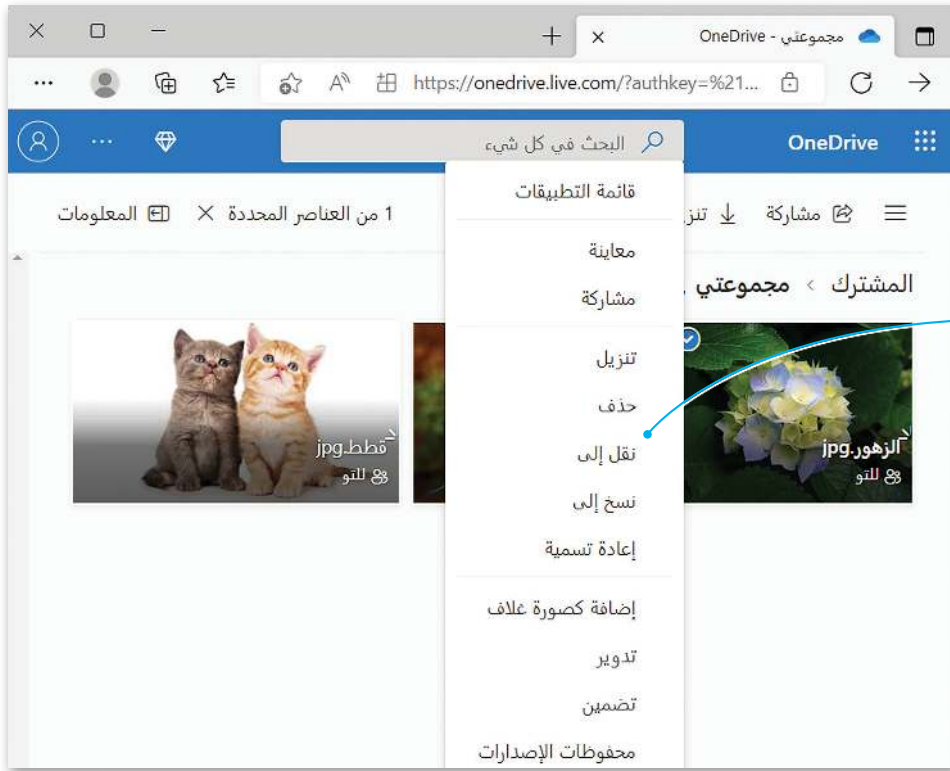 مجموعتي - OneDrive
https://onedrive.live.com/?authkey=%21...
OneDrive
البحث في كل شيء
مشاركة
1 من العناصر المحددة
المعلومات
المشترك > مجموعتي
الزهور.jpg
للتو
قطط.jpg
للتو
قائمة التطبيقات
معاينة
مشاركة
تنزيل
حذف
نقل إلى
نسخ إلى
إعادة تسمية
إضافة كصورة غلاف
تدوير
تضمين
محفوظات الإصدارات